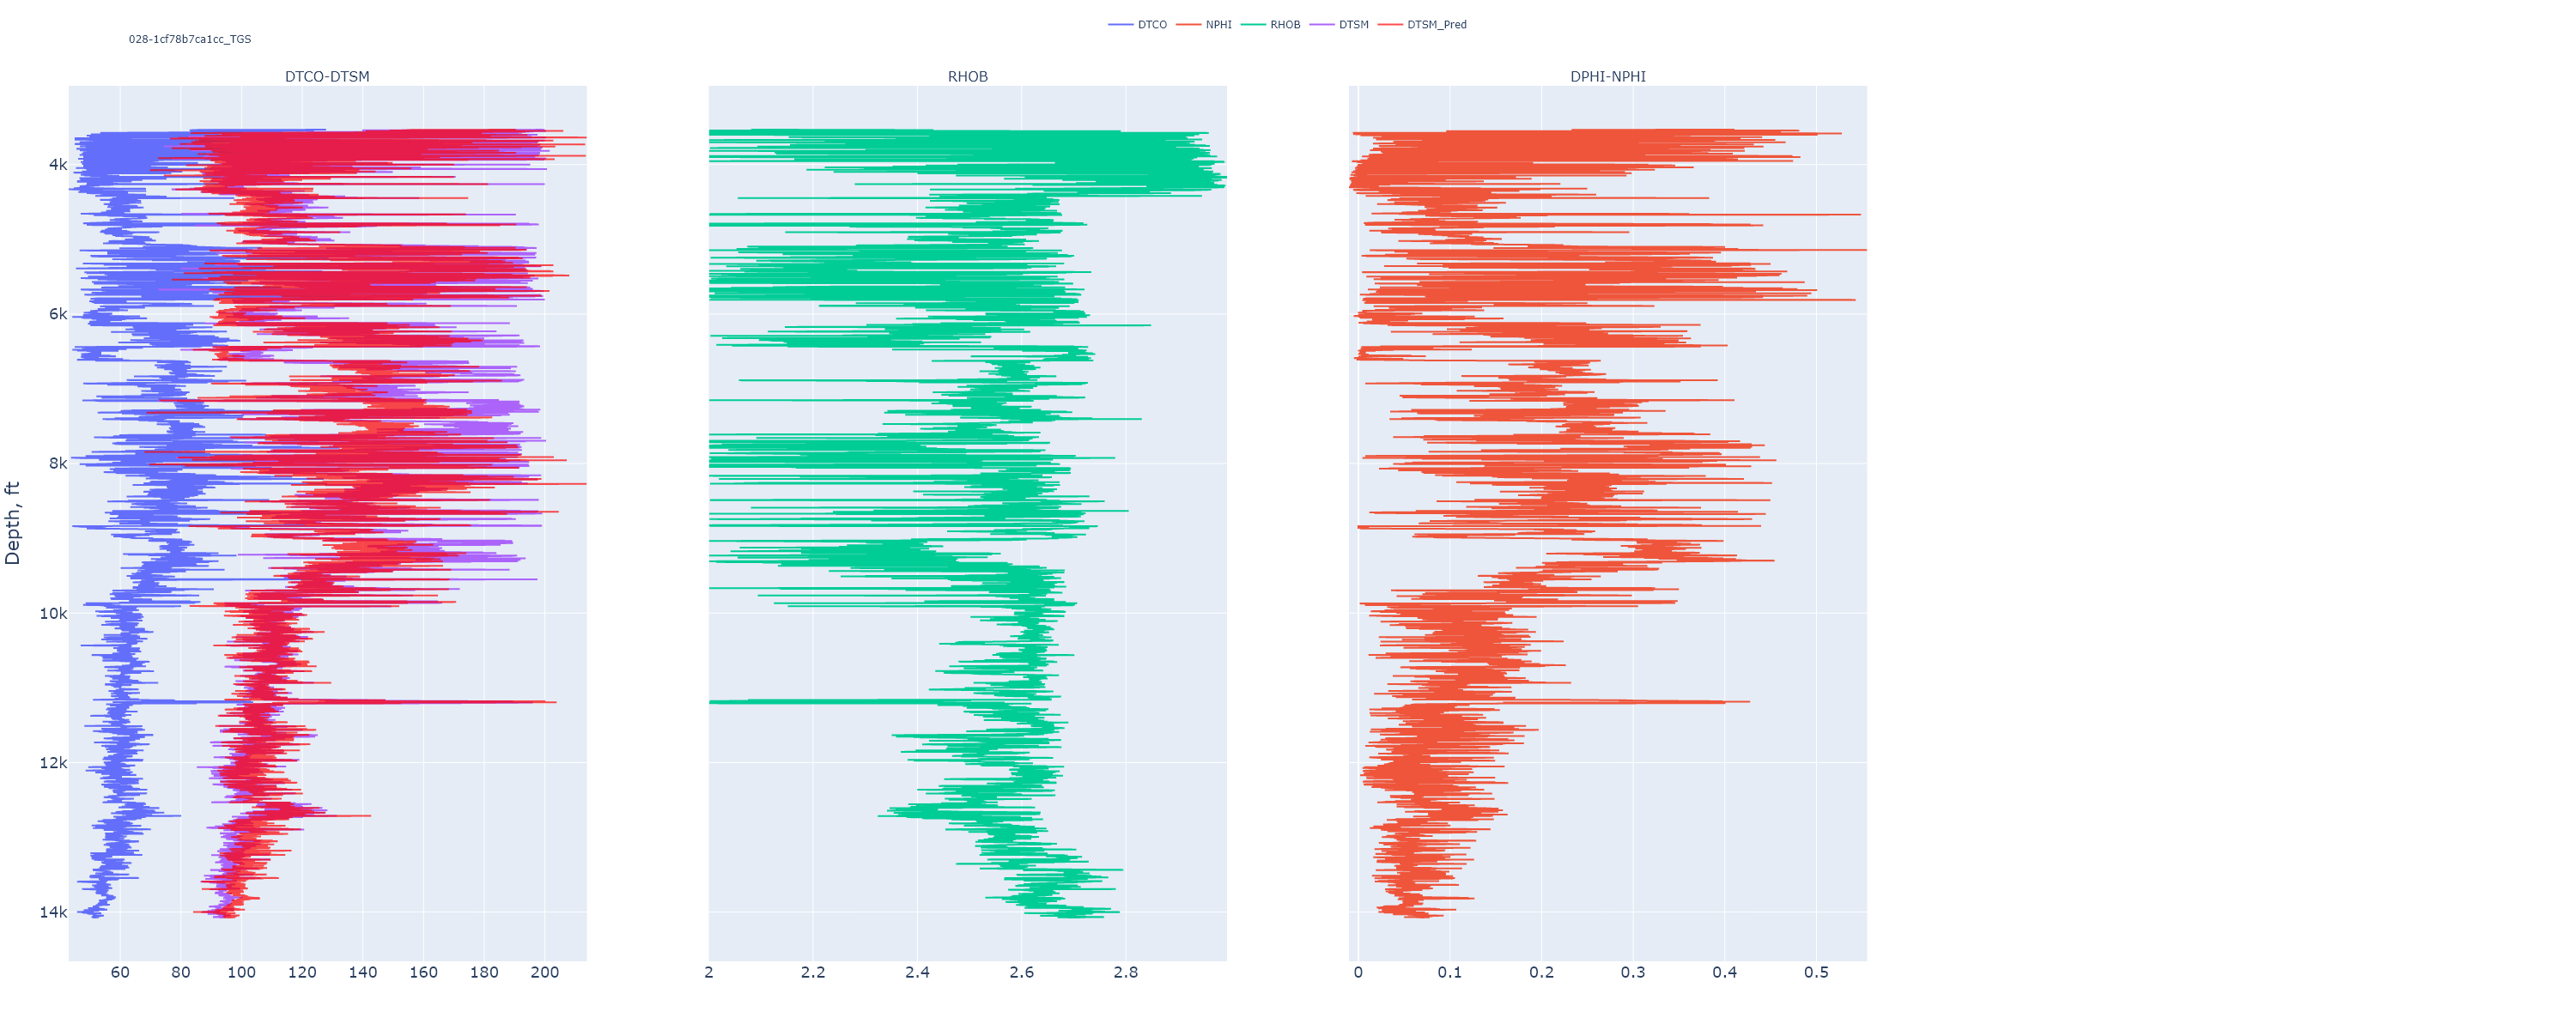 DTCO NPHI RHOB DTSM DTSM_Pred
028-1cf78b7ca1cc_TGS
DTCO-DTSM RHOB DPHI-NPHI
4k
6k
8k
Depth, ft
10k
12k
14k
60 80 100 120 140 160 180 200
2 2.2 2.4 2.6 2.8
0 0.1 0.2 0.3 0.4 0.5